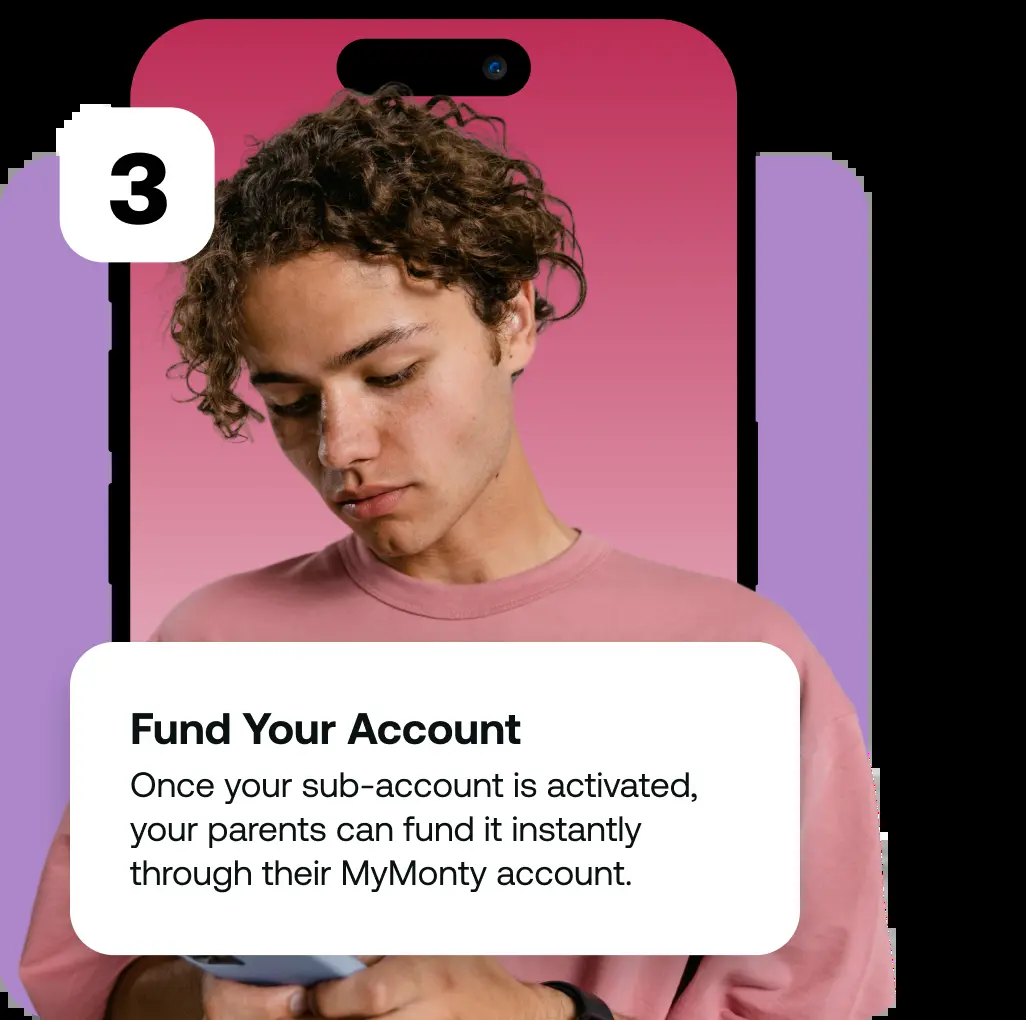 3
Fund Your Account
Once your sub-account is activated,
your parents can fund it instantly
through their MyMonty account.